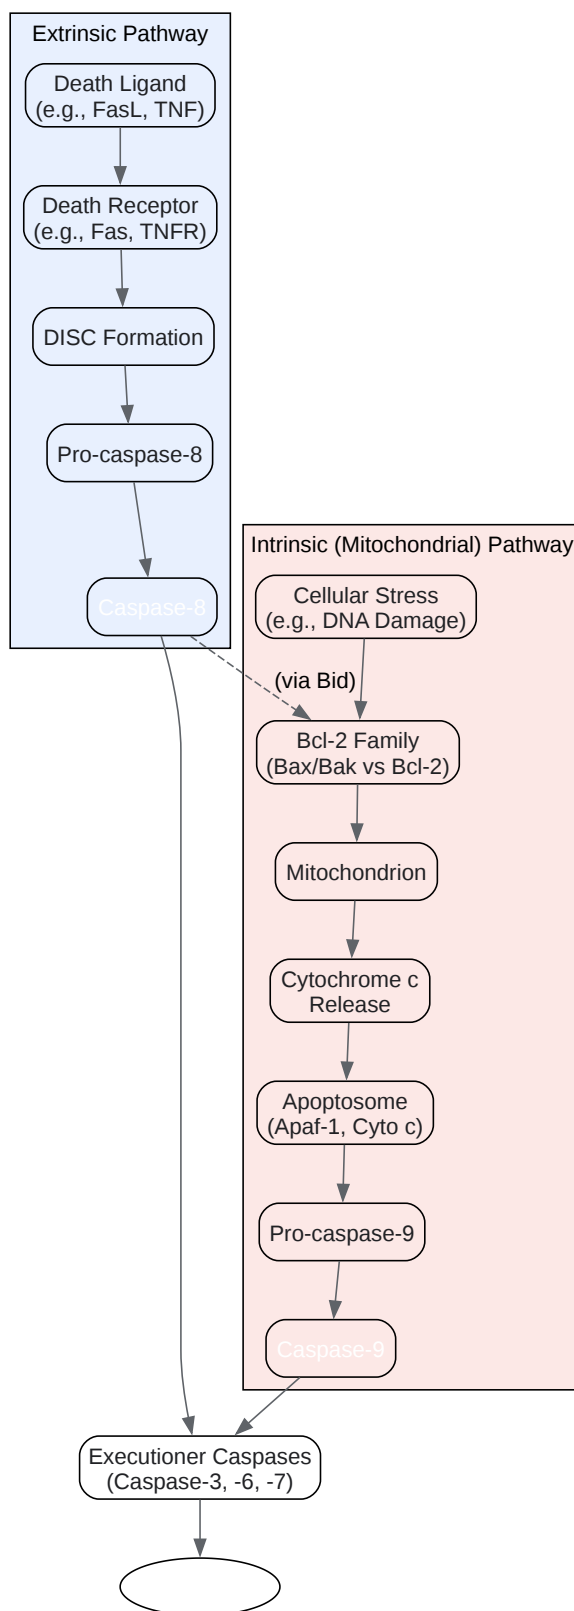 Extrinsic Pathway
Death Ligand
(e.g., FasL, TNF)
Death Receptor
(e.g., Fas, TNFR)
DISC Formation
Pro-caspase-8
Caspase-8
Intrinsic (Mitochondrial) Pathway
Cellular Stress
(e.g., DNA Damage)
(via Bid)
Bcl-2 Family
(Bax/Bak vs Bcl-2)
Mitochondrion
Cytochrome c
Release
Apoptosome
(Apaf-1, Cyto c)
Pro-caspase-9
Caspase-9
Executioner Caspases
(Caspase-3, -6, -7)